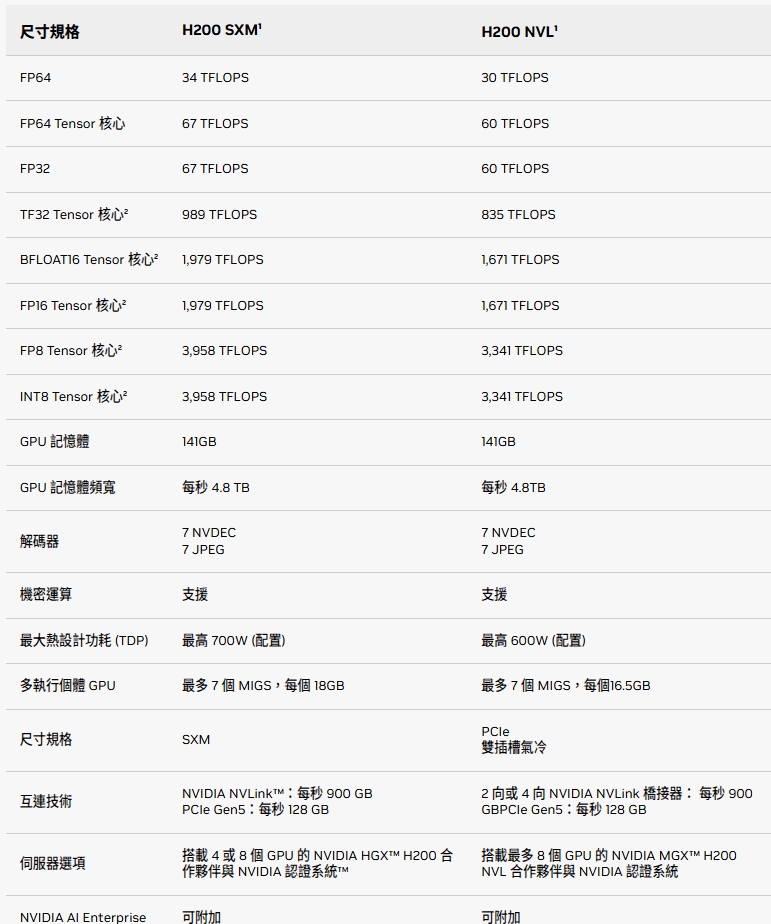 尺寸規格 H200 SXM¹ H200 NVL¹
FP64 34 TFLOPS 30 TFLOPS
FP64 Tensor 核心 67 TFLOPS 60 TFLOPS
FP32 67 TFLOPS 60 TFLOPS
TF32 Tensor 核心² 989 TFLOPS 835 TFLOPS
BFLOAT16 Tensor 核心² 1,979 TFLOPS 1,671 TFLOPS
FP16 Tensor 核心² 1,979 TFLOPS 1,671 TFLOPS
FP8 Tensor 核心² 3,958 TFLOPS 3,341 TFLOPS
INT8 Tensor 核心² 3,958 TFLOPS 3,341 TFLOPS
GPU 記憶體 141GB 141GB
GPU 記憶體頻寬 每秒 4.8 TB 每秒 4.8TB
解碼器 7 NVDEC 7 NVDEC
7 JPEG 7 JPEG
機密運算 支援 支援
最大熱設計功耗 (TDP) 最高 700W (配置) 最高 600W (配置)
多執行個體 GPU 最多 7 個 MIGS，每個 18GB 最多 7 個 MIGS，每個16.5GB
尺寸規格 SXM PCIe
雙插槽氣冷
互連技術 NVIDIA NVLink™：每秒 900 GB 2 向或 4 向 NVIDIA NVLink 橋接器： 每秒 900
PCIe Gen5：每秒 128 GB GBPCIe Gen5：每秒 128 GB
伺服器選項 搭載 4 或 8 個 GPU 的 NVIDIA HGX™ H200 合 搭載最多 8 個 GPU 的 NVIDIA MGX™ H200
作夥伴與 NVIDIA 認證系統™ NVL 合作夥伴與 NVIDIA 認證系統
NVIDIA AI Enterprise 可附加 可附加